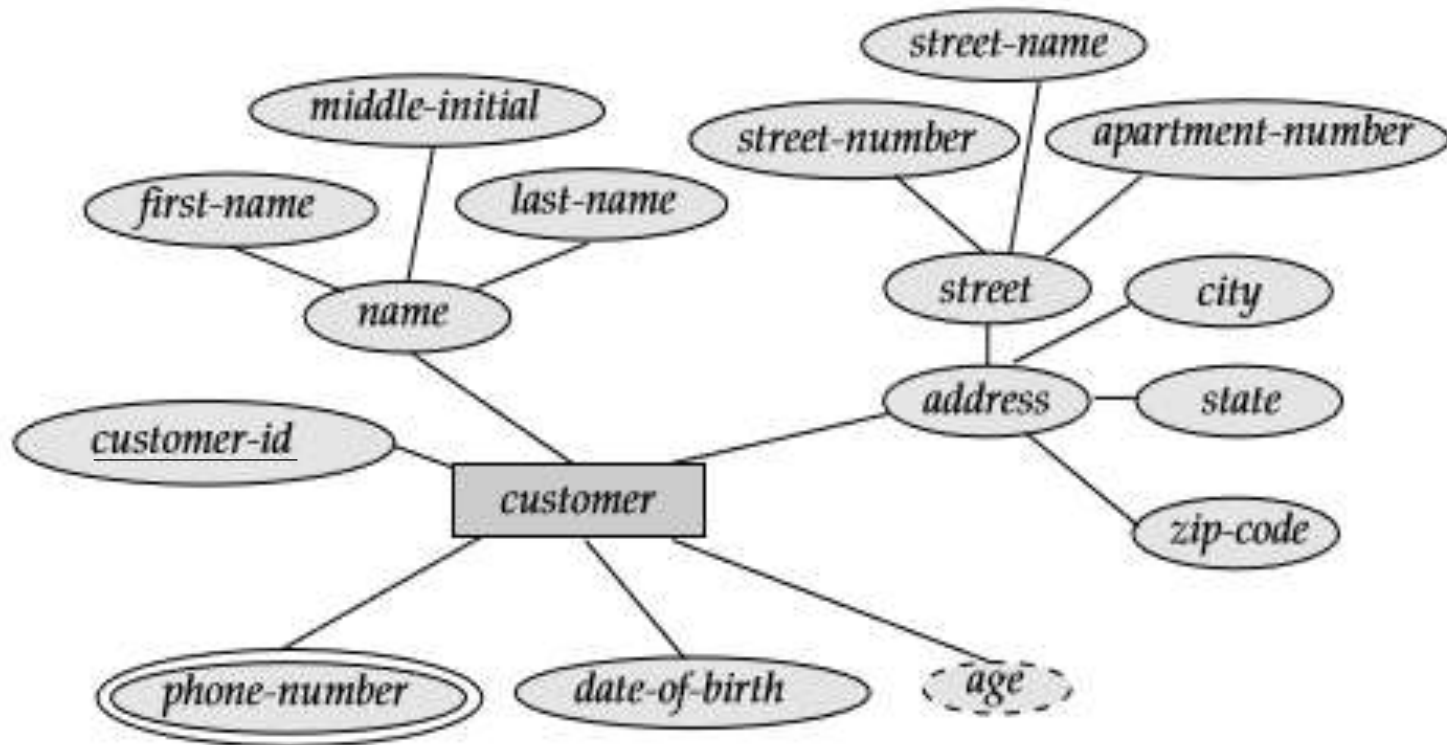 street-name
middle-initial
street-number
apartment-number
first-name
last-name
street
city
name
address
state
customer-id
customer
zip-code
phone-number
date-of-birth
age